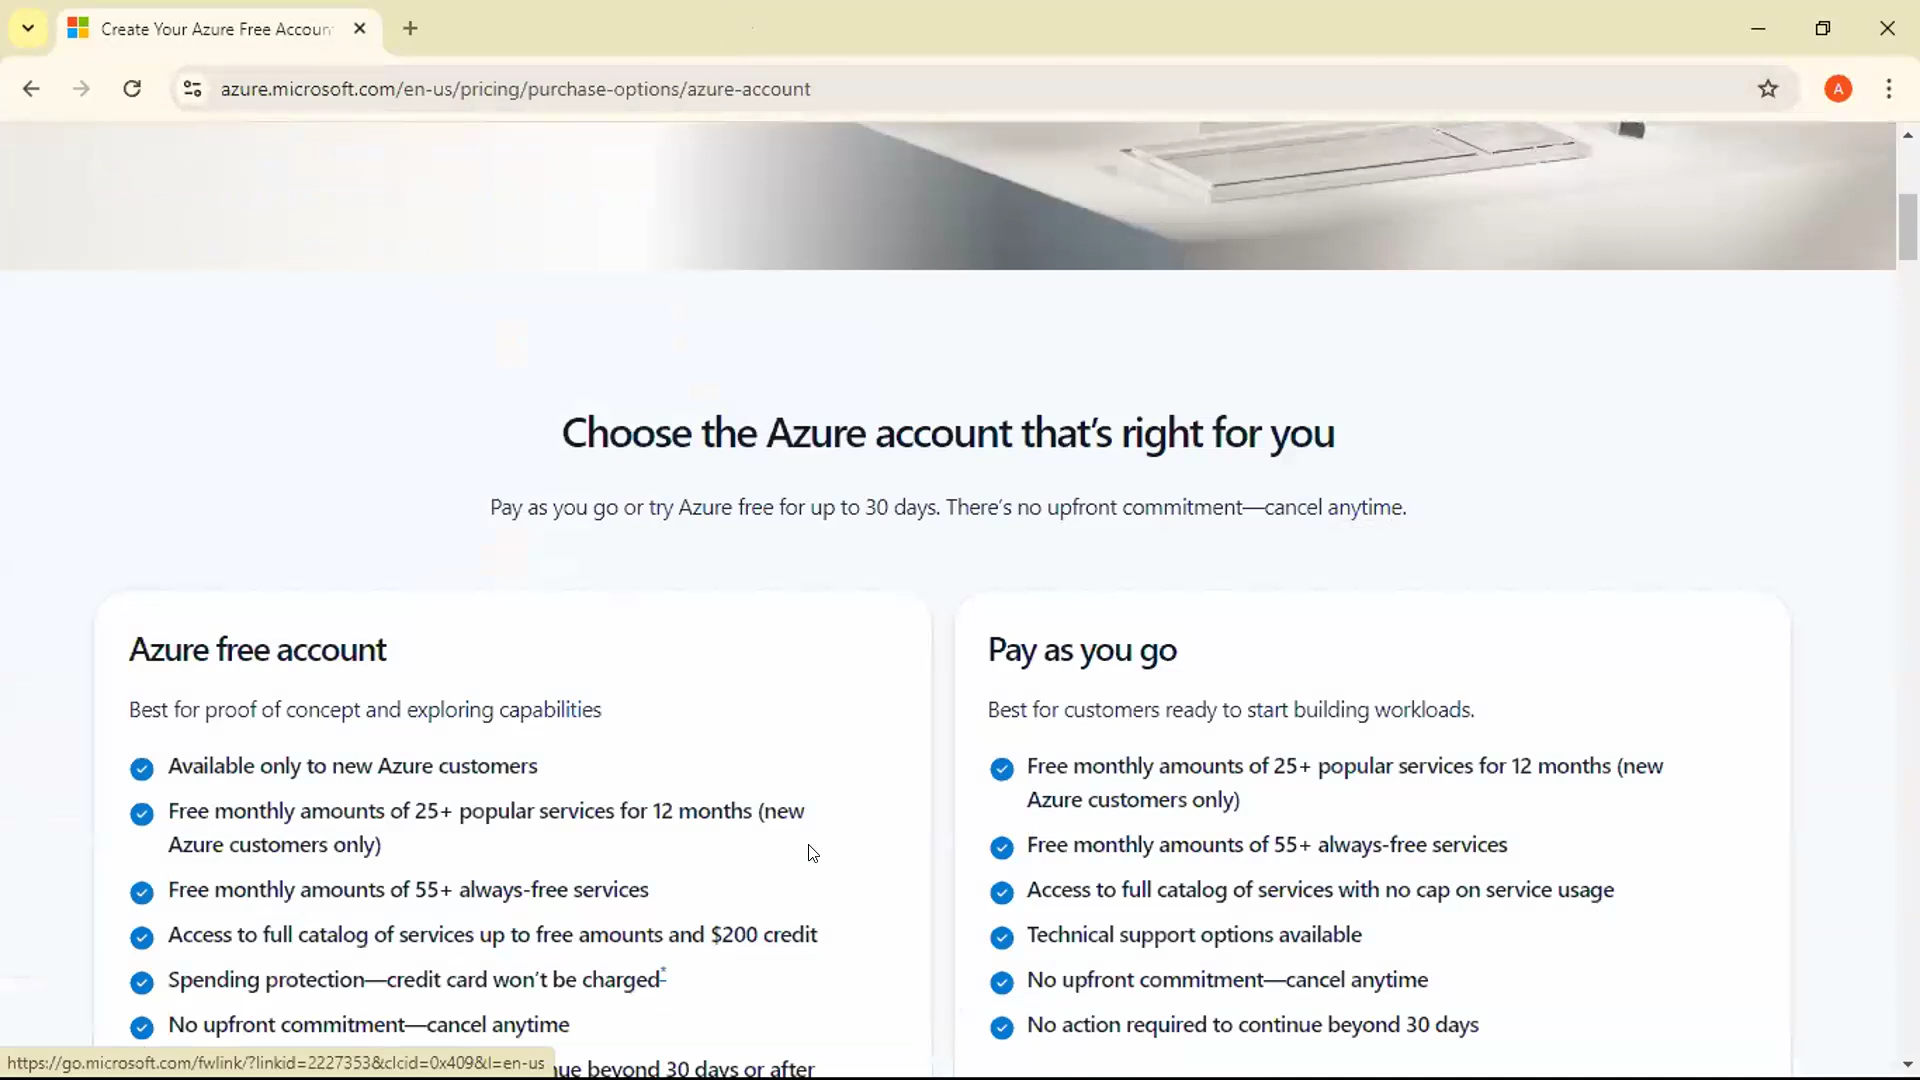 Create Your Azure Free Accoun
azure.microsoft.com/en-us/pricing/purchase-options/azure-account
A
Choose the Azure account that's right for you
Pay as you go or try Azure free for up to 30 days. There's no upfront commitment—cancel anytime.
Azure free account
Best for proof of concept and exploring capabilities
Available only to new Azure customers
Free monthly amounts of 25+ popular services for 12 months (new
Azure customers only)
Free monthly amounts of 55+ always-free services
Access to full catalog of services up to free amounts and $200 credit
Spending protection—credit card won't be charged*
No upfront commitment—cancel anytime
nue beyond 30 days or after
Pay as you go
Best for customers ready to start building workloads.
Free monthly amounts of 25+ popular services for 12 months (new
Azure customers only)
Free monthly amounts of 55+ always-free services
Access to full catalog of services with no cap on service usage
Technical support options available
No upfront commitment—cancel anytime
No action required to continue beyond 30 days
https://go.microsoft.com/fwlink/?linkid=2227353&clcid=0x409&l=en-us